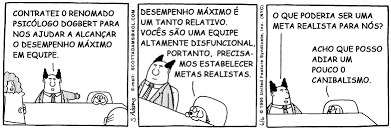 CONTRATEI O RENOMADO
PSICÓLOGO DOGBERT PARA
NOS AJUDAR A ALCANÇAR
O DESEMPENHO MÁXIMO
EM EQUIPE.
DESEMPENHO MÁXIMO É
UM TANTO RELATIVO.
VOCÊS SÃO UMA EQUIPE
ALTAMENTE DISFUNCIONAL,
PORTANTO, PRECISA-
MOS ESTABELECER
METAS REALISTAS.
O QUE PODERIA SER UMA
META REALISTA PARA NÓS?
ACHO QUE POSSO
ADIAR UM
POUCO O
CANIBALISMO.